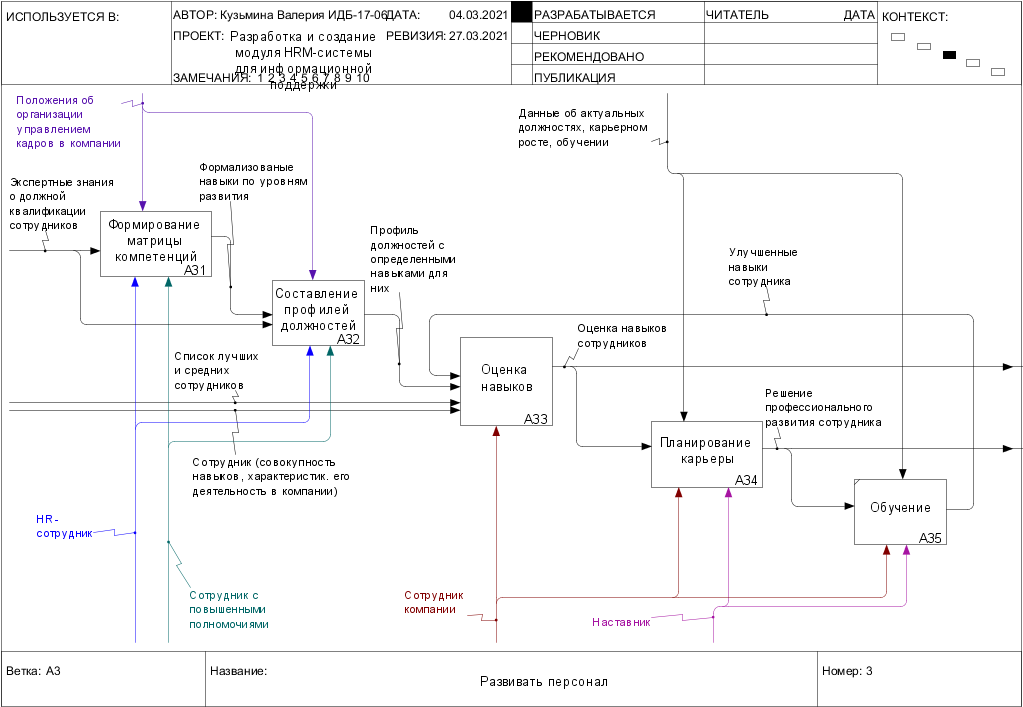 ИСПОЛЬЗУЕТСЯ В:
АВТОР: Кузьмина Валерия ИДБ-17-06
ДАТА: 04.03.2021
ПРОЕКТ: Разработка и создание
модуля HRM-системы
для информационной
поддержки
РЕВИЗИЯ: 27.03.2021
ЗАМЕЧАНИЯ: 1 2 3 4 5 6 7 8 9 10
РАЗРАБАТЫВАЕТСЯ
ЧЕРНОВИК
РЕКОМЕНДОВАНО
ПУБЛИКАЦИЯ
ЧИТАТЕЛЬ
ДАТА
КОНТЕКСТ:
Положения об
организации
управлением
кадров в компании
Данные об актуальных
должностях, карьерном
росте, обучении
Экспертные знания
о должной
квалификации
сотрудников
Формализованые
навыки по уровням
развития
Формирование
матрицы
компетенций
A31
Профиль
должностей с
определенными
навыками для
них
Улучшенные
навыки
сотрудника
Составление
профилей
должностей
A32
Оценка навыков
сотрудников
Список лучших
и средних
сотрудников
Оценка
навыков
A33
Решение
профессионального
развития сотрудника
Планирование
карьеры
A34
Сотрудник (совокупность
навыков, характеристик. его
деятельность в компании)
Обучение
A35
HR-
сотрудник
Сотрудник с
повышенными
полномочиями
Сотрудник
компании
Наставник
Ветка: A3
Название:
Развивать персонал
Номер: 3